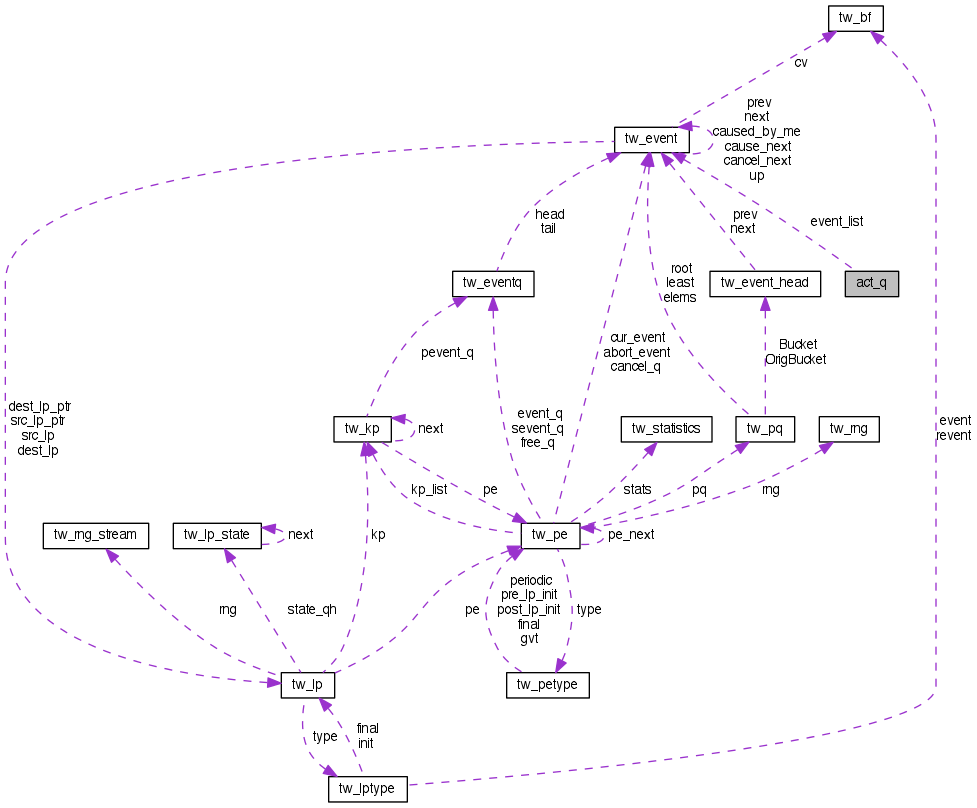 tw_bf
cv
prev
next
caused_by_me
cause_next
cancel_next
up
tw_event
event_list
prev
next
head
tail
root
least
elems
tw_eventq
tw_event_head
act_q
pevent_q
cur_event
abort_event
cancel_q
Bucket
OrigBucket
dest_lp_ptr
src_lp_ptr
src_lp
dest_lp
event_q
sevent_q
free_q
event
revent
tw_kp
next
tw_statistics
tw_pq
tw_rng
kp_list
pe
stats
pq
rng
tw_rng_stream
tw_lp_state
next
kp
tw_pe
pe_next
rng
state_qh
pe
periodic
pre_lp_init
post_lp_init
final
gvt
type
tw_lp
tw_petype
type
final
init
tw_lptype